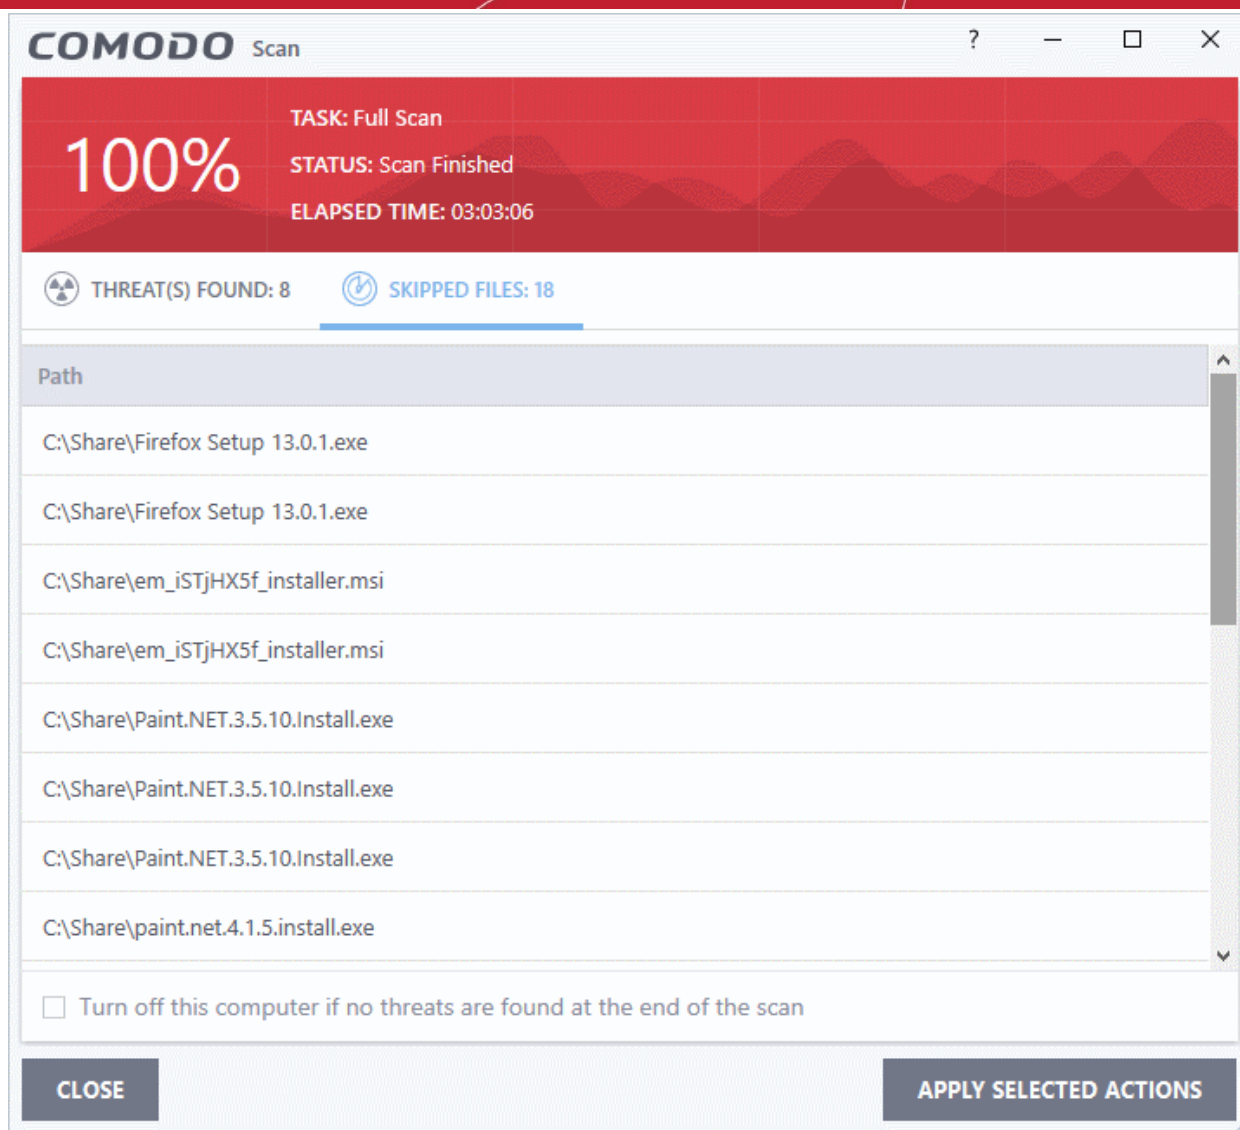 COMODO Scan ?
100%
TASK: Full Scan
STATUS: Scan Finished
ELAPSED TIME: 03:03:06
THREAT(S) FOUND: 8 SKIPPED FILES: 18
Path
C:\Share\Firefox Setup 13.0.1.exe
C:\Share\Firefox Setup 13.0.1.exe
C:\Share\em_iSTjHX5f_installer.msi
C:\Share\em_iSTjHX5f_installer.msi
C:\Share\Paint.NET.3.5.10.Install.exe
C:\Share\Paint.NET.3.5.10.Install.exe
C:\Share\Paint.NET.3.5.10.Install.exe
C:\Share\paint.net.4.1.5.install.exe
Turn off this computer if no threats are found at the end of the scan
CLOSE APPLY SELECTED ACTIONS